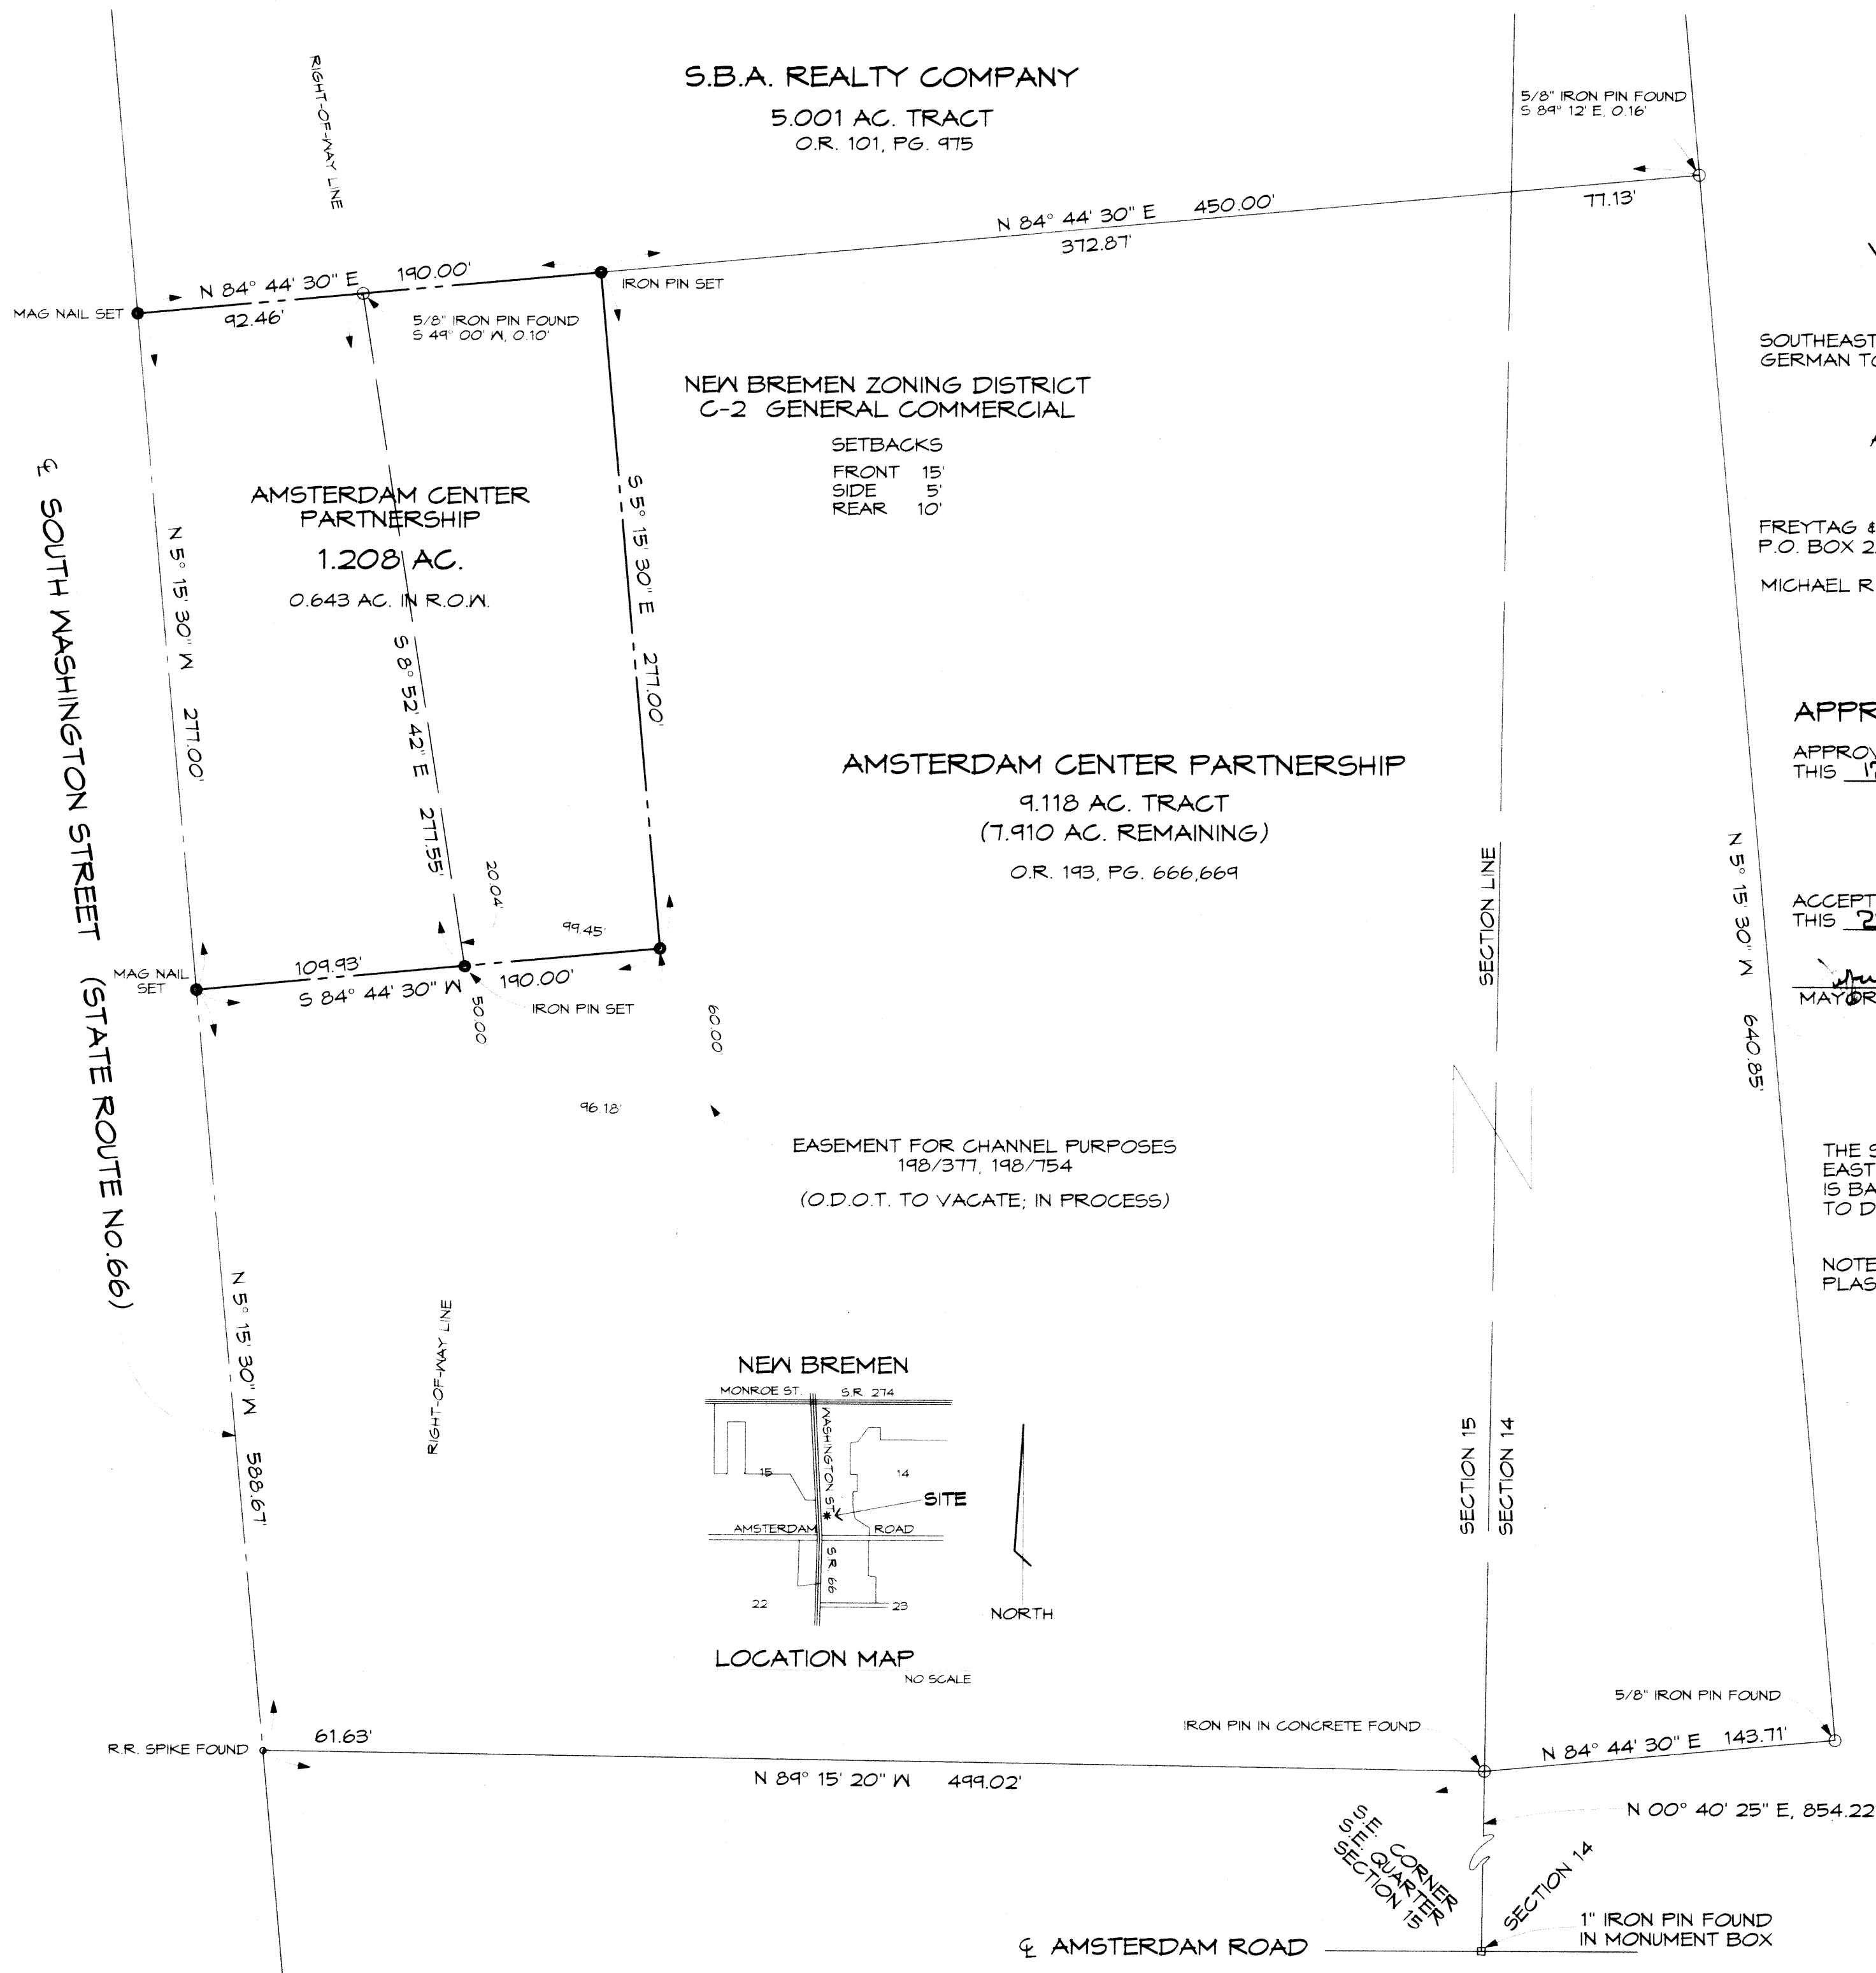 S.B.A. REALTY COMPANY
5.001 AC. TRACT
O.R. 101, PG. 975
RIGHT-OF-WAY LINE
5/8" IRON PIN FOUND
S 89° 12' E, 0.16'
N 84° 44' 30" E 450.00'
372.87'
77.13'
N 84° 44' 30" E 190.00'
92.46'
MAG NAIL SET
IRON PIN SET
5/8" IRON PIN FOUND
S 49° 00' W, 0.10'
NEW BREMEN ZONING DISTRICT
C-2 GENERAL COMMERCIAL
SETBACKS
FRONT 15'
SIDE 5'
REAR 10'
SOUTHEAST
GERMAN TO
FREYTAG &
P.O. BOX 2
MICHAEL R
AMSTERDAM CENTER
PARTNERSHIP
1.208 AC.
0.643 AC. IN R.O.W.
N 5° 15' 30" W 277.00'
S 8° 52' 42" E 277.55'
S 5° 15' 30" E 277.00'
℄ SOUTH WASHINGTON STREET (STATE ROUTE NO.66)
APPR
APPROV
THIS 17
AMSTERDAM CENTER PARTNERSHIP
9.118 AC. TRACT
(7.910 AC. REMAINING)
O.R. 193, PG. 666,669
SECTION LINE
N 5° 15' 30" W 640.85'
ACCEPT
THIS 2
MAYOR
20.04'
99.45'
109.93'
S 84° 44' 30" W 190.00'
MAG NAIL
SET
IRON PIN SET
50.00
60.00'
96.18'
EASEMENT FOR CHANNEL PURPOSES
198/377, 198/754
(O.D.O.T. TO VACATE; IN PROCESS)
THE S
EAST
IS BA
TO D
NOTE
PLAS
N 5° 15' 30" W 588.67'
RIGHT-OF-WAY LINE
NEW BREMEN
MONROE ST. S.R. 274
WASHINGTON ST.
15
14
SITE
AMSTERDAM ROAD
S.R. 66
22
23
NORTH
LOCATION MAP
NO SCALE
SECTION 15
SECTION 14
5/8" IRON PIN FOUND
IRON PIN IN CONCRETE FOUND
N 84° 44' 30" E 143.71'
R.R. SPIKE FOUND
61.63'
N 89° 15' 20" W 499.02'
N 00° 40' 25" E, 854.22
S.E. CORNER
S.E. QUARTER
SECTION 15
SECTION 14
1" IRON PIN FOUND
IN MONUMENT BOX
℄ AMSTERDAM ROAD